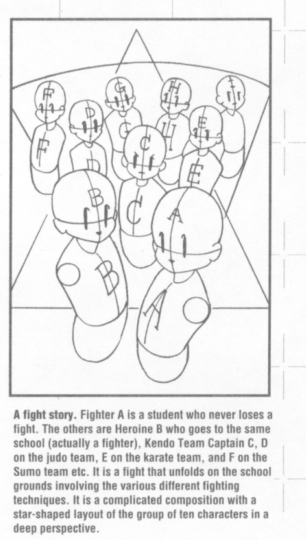 G H
F D E
C
F D H E
B C A
B A
A fight story. Fighter A is a student who never loses a
fight. The others are Heroine B who goes to the same
school (actually a fighter), Kendo Team Captain C, D
on the judo team, E on the karate team, and F on the
Sumo team etc. It is a fight that unfolds on the school
grounds involving the various different fighting
techniques. It is a complicated composition with a
star-shaped layout of the group of ten characters in a
deep perspective.